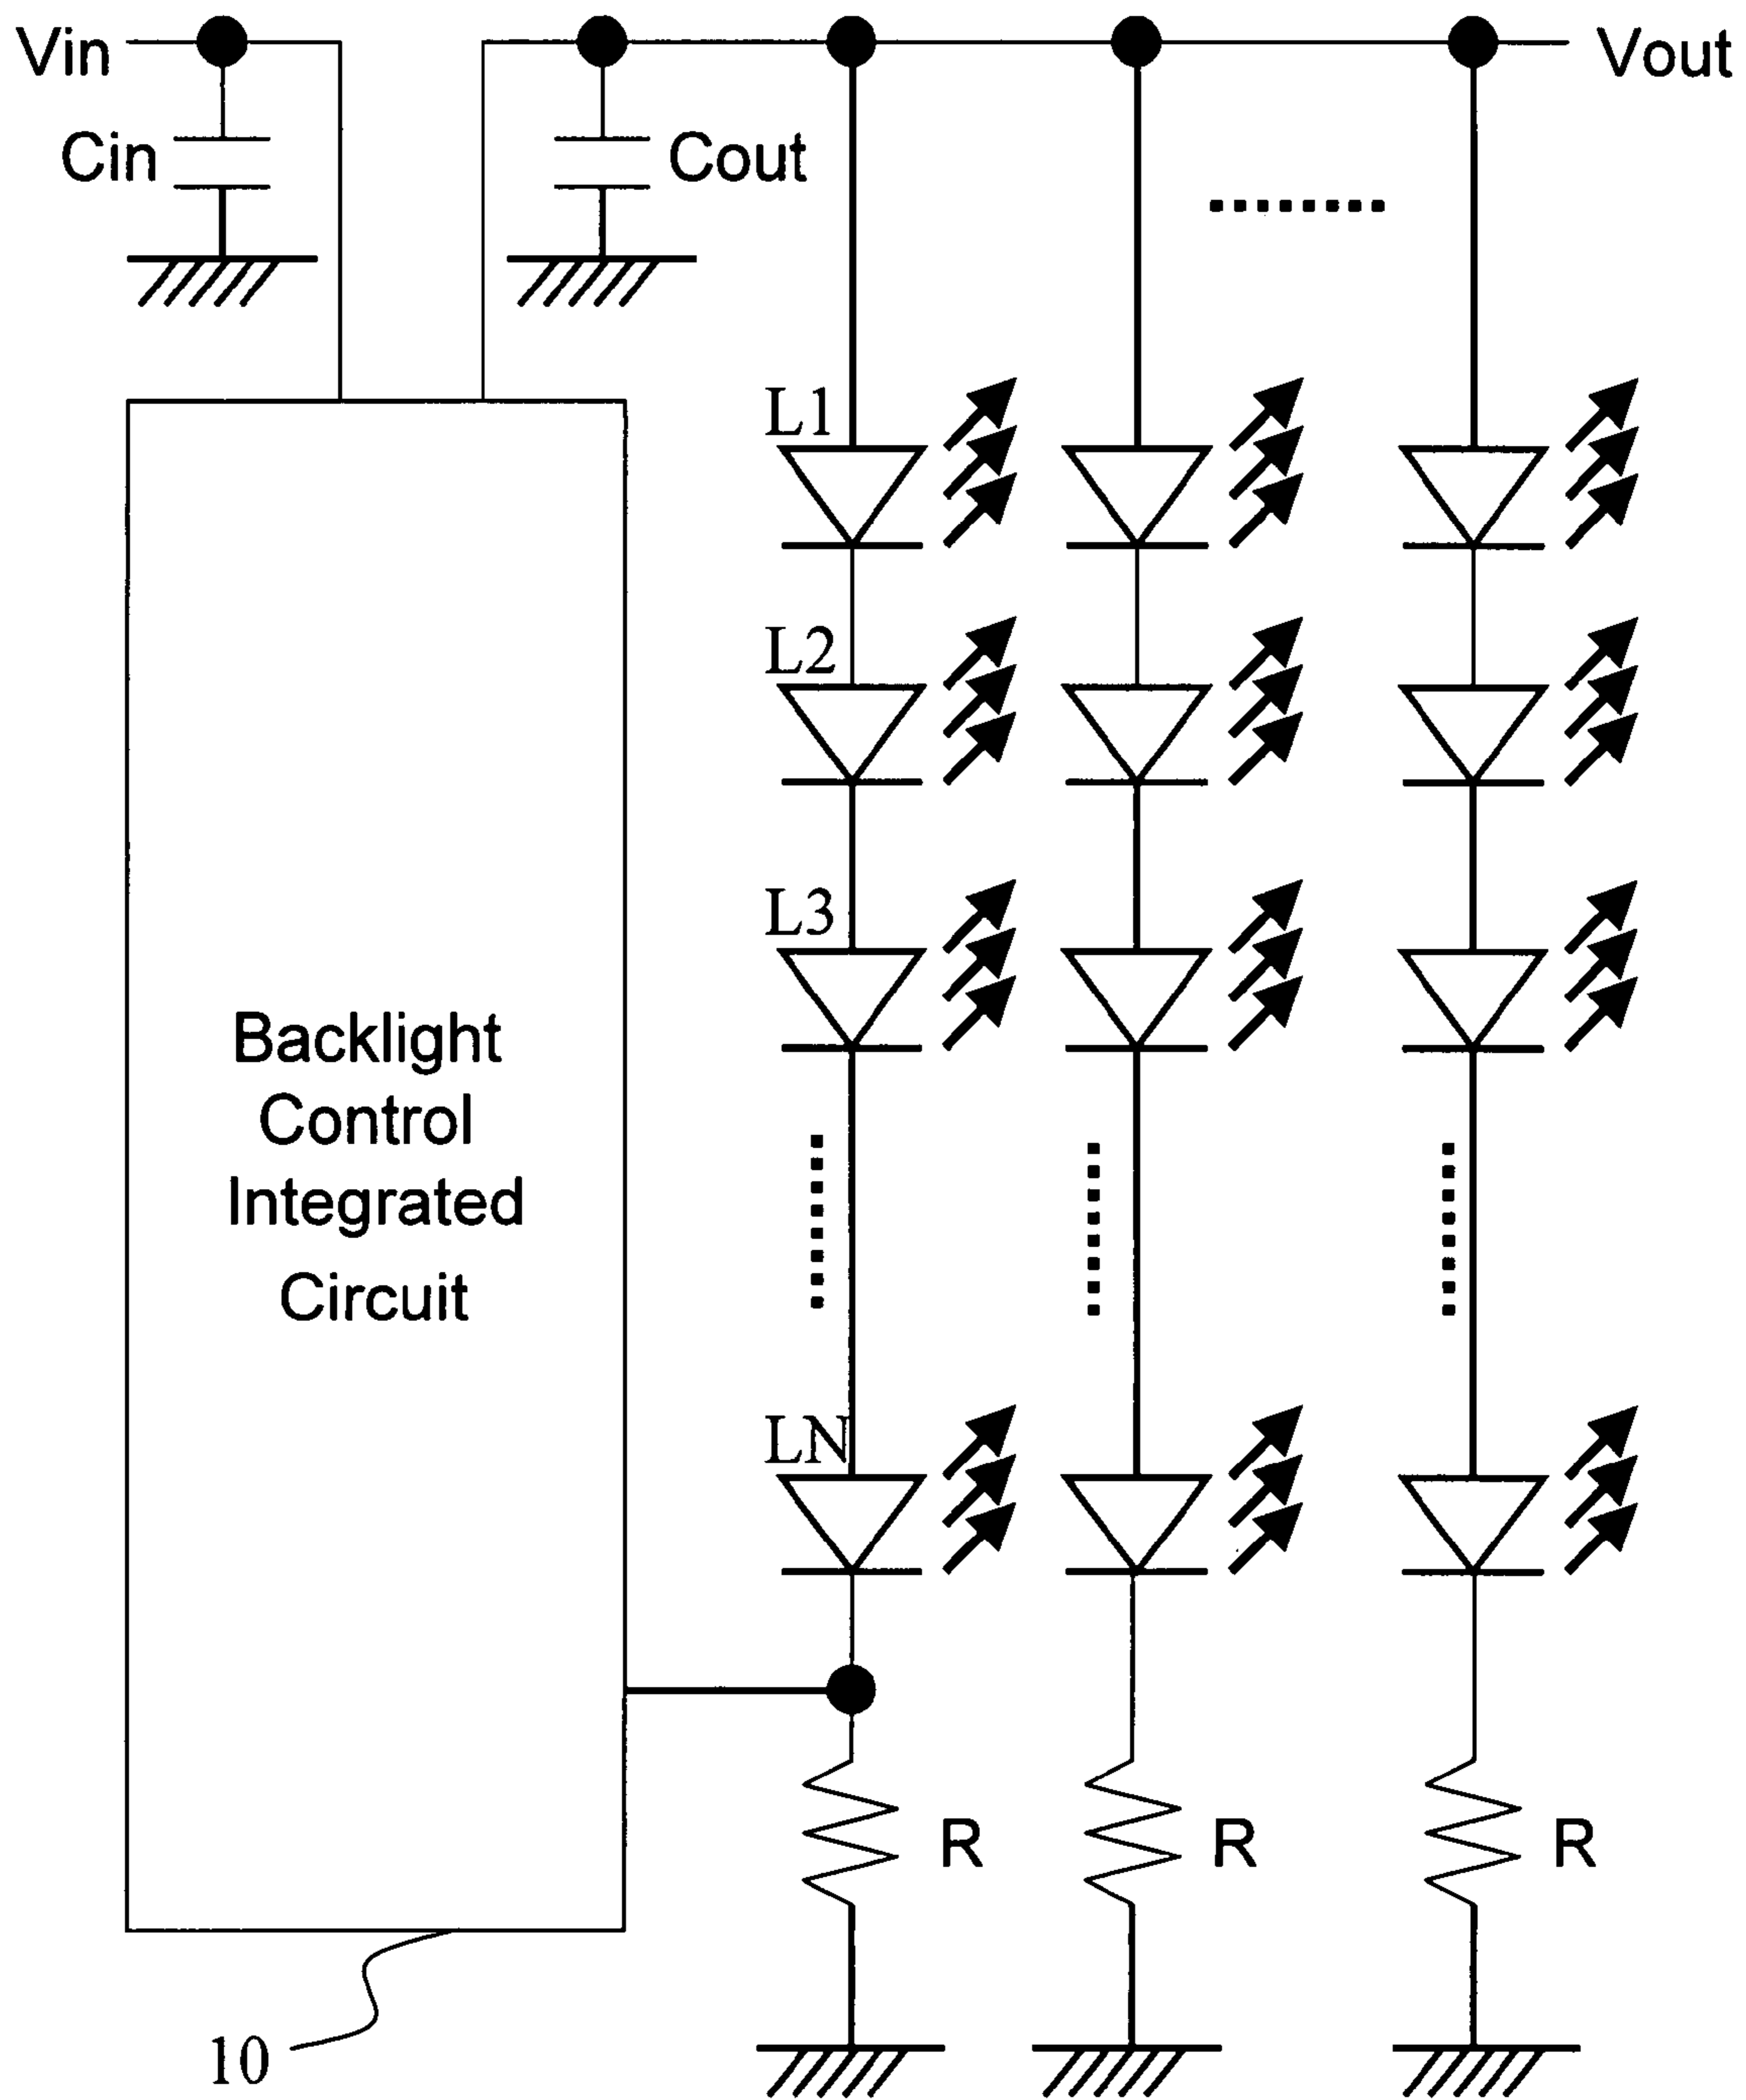 Vin
Vout
Cin
Cout
L1
L2
L3
Backlight
Control
Integrated
Circuit
LN
R
R
R
10